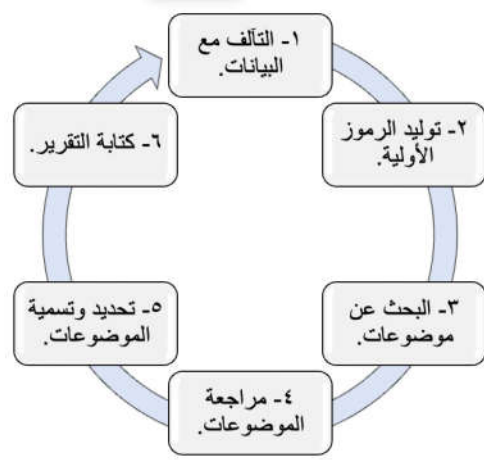 ١- التآلف مع
البيانات.
٢- توليد الرموز
الأولية.
٣- البحث عن
موضوعات.
٤- مراجعة
الموضوعات.
٥- تحديد وتسمية
الموضوعات.
٦- كتابة التقرير.